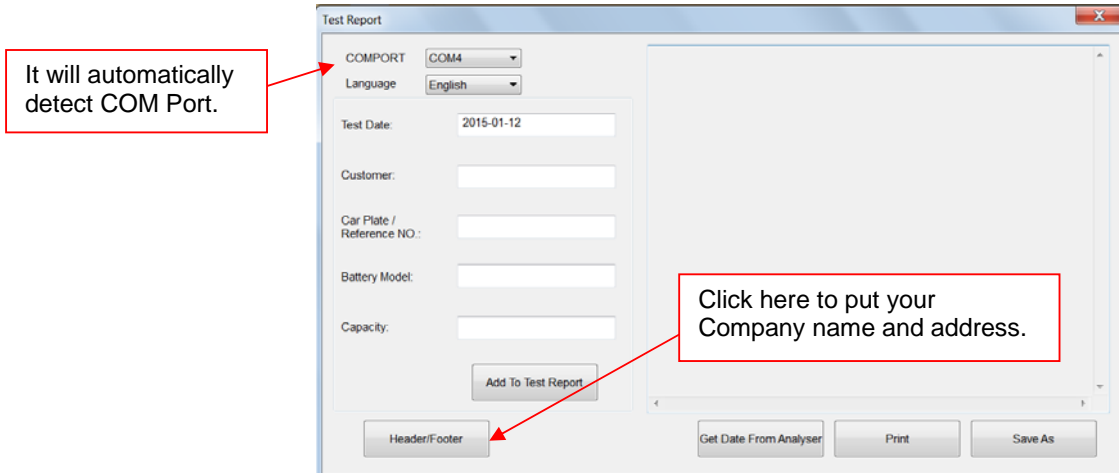 Test Report
X
It will automatically
detect COM Port.
COMPORT COM4
Language English
Test Date: 2015-01-12
Customer:
Car Plate /
Reference NO.:
Battery Model:
Capacity:
Click here to put your
Company name and address.
Add To Test Report
Header/Footer Get Date From Analyser Print Save As